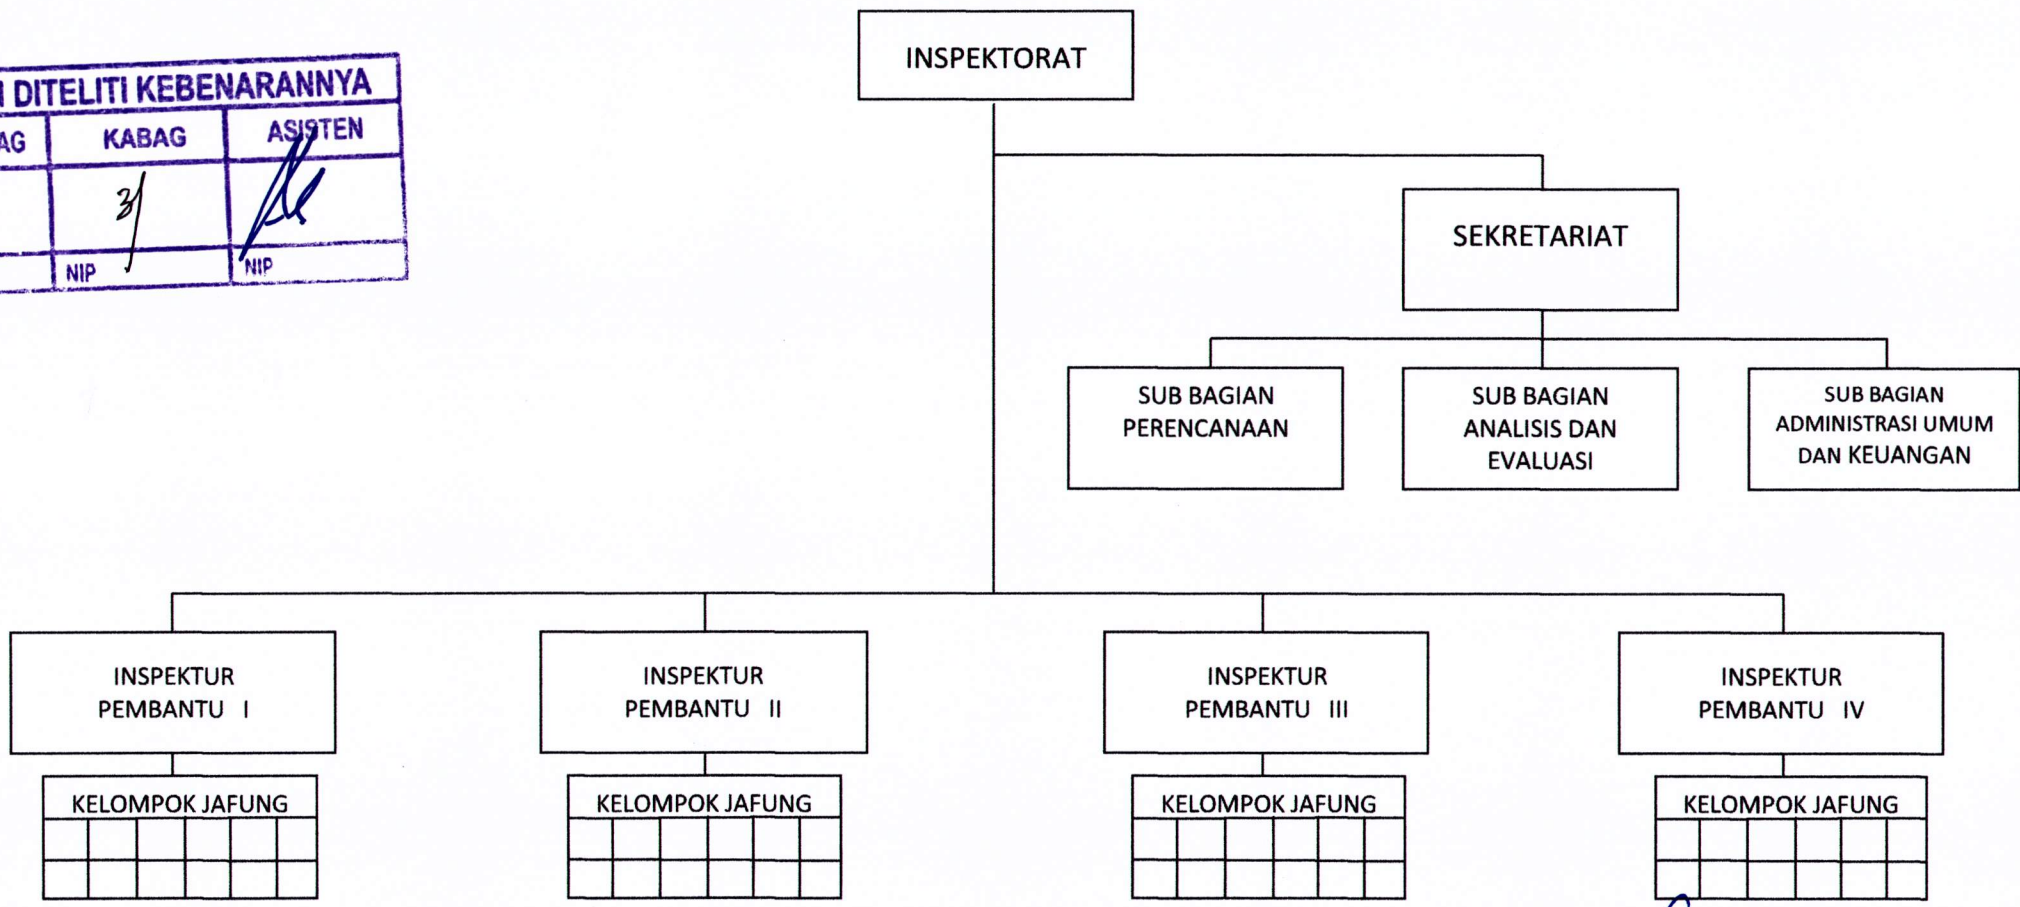 INSPEKTORAT
DITELITI KEBENARANNYA
AG KABAG ASISTEN
NIP NIP
SEKRETARIAT
SUB BAGIAN
PERENCANAAN
SUB BAGIAN
ANALISIS DAN
EVALUASI
SUB BAGIAN
ADMINISTRASI UMUM
DAN KEUANGAN
INSPEKTUR
PEMBANTU I
INSPEKTUR
PEMBANTU II
INSPEKTUR
PEMBANTU III
INSPEKTUR
PEMBANTU IV
KELOMPOK JAFUNG
KELOMPOK JAFUNG
KELOMPOK JAFUNG
KELOMPOK JAFUNG